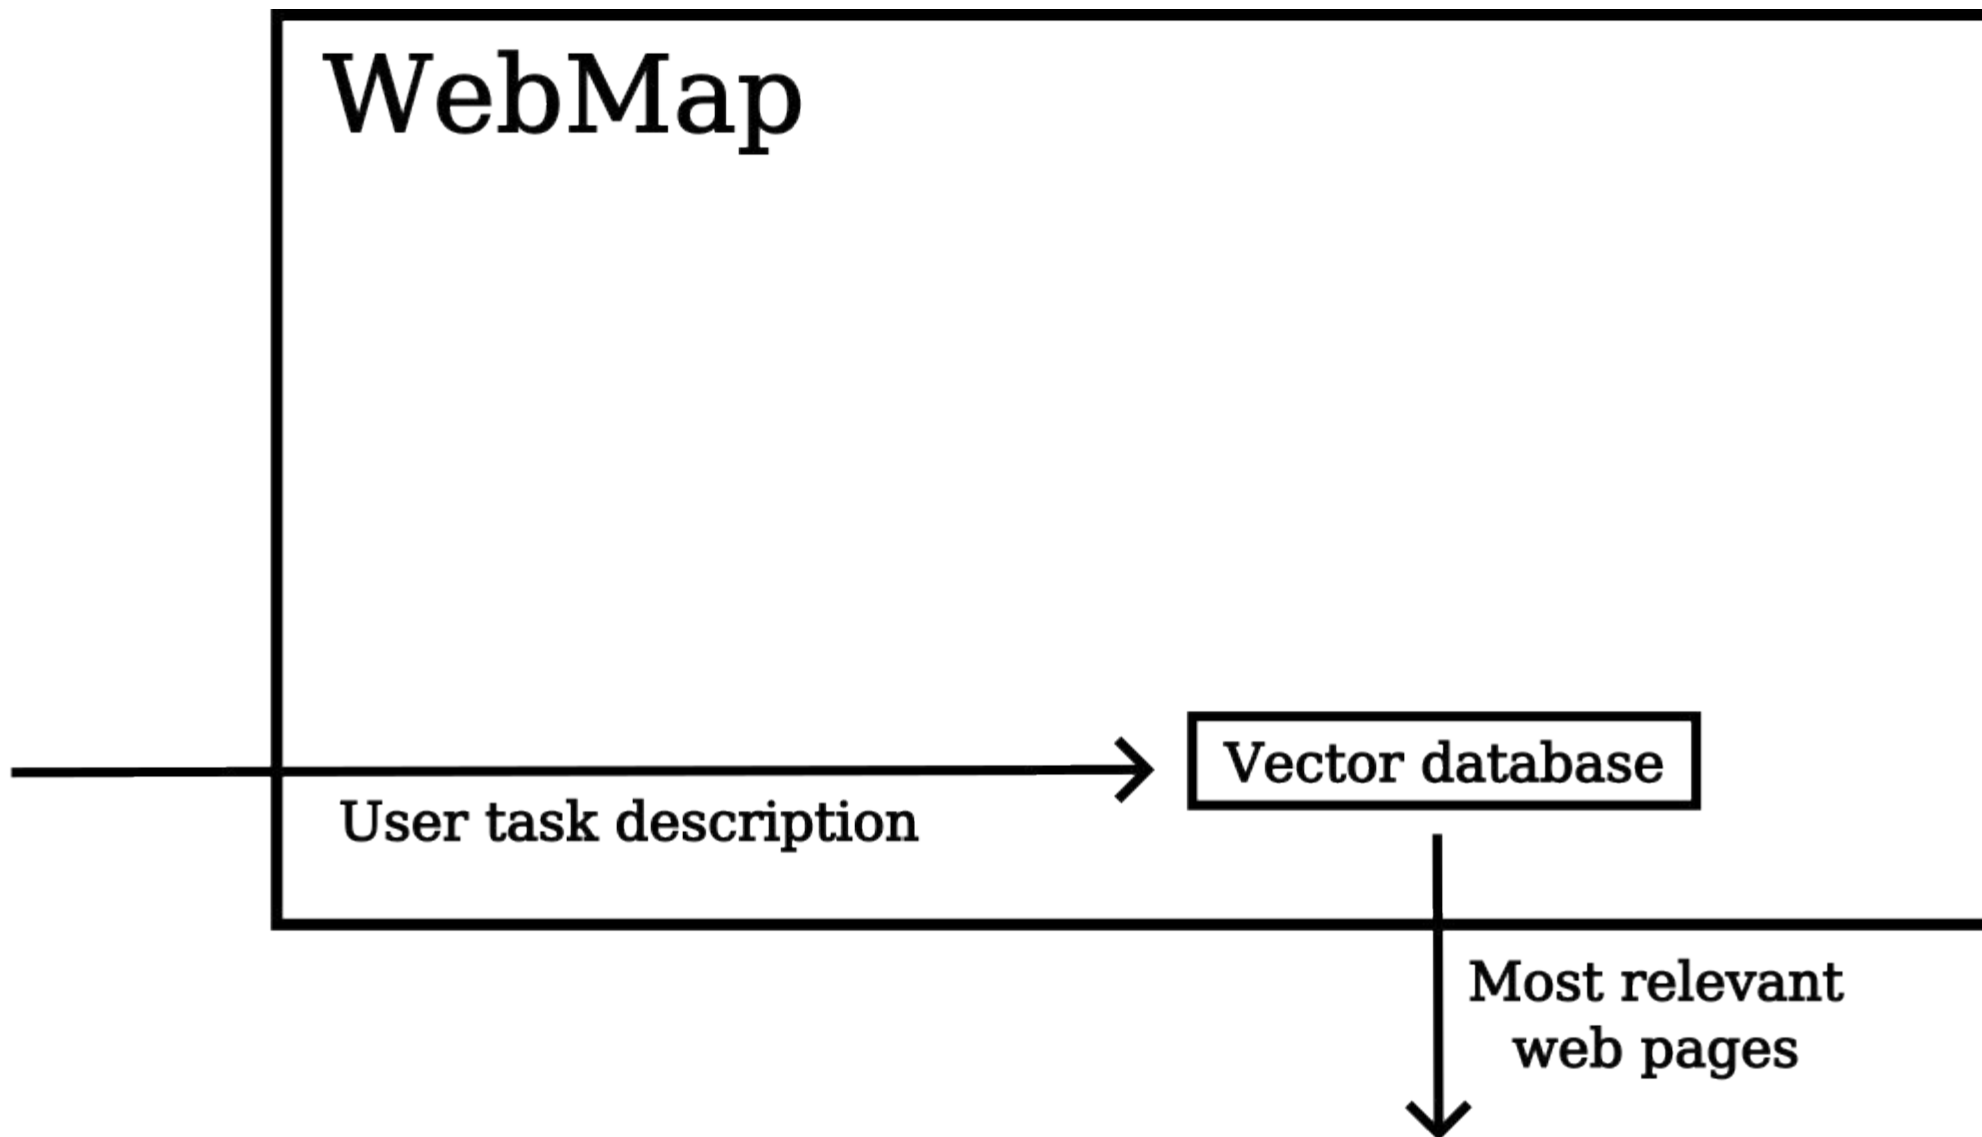 WebMap
Vector database
User task description
Most relevant
web pages